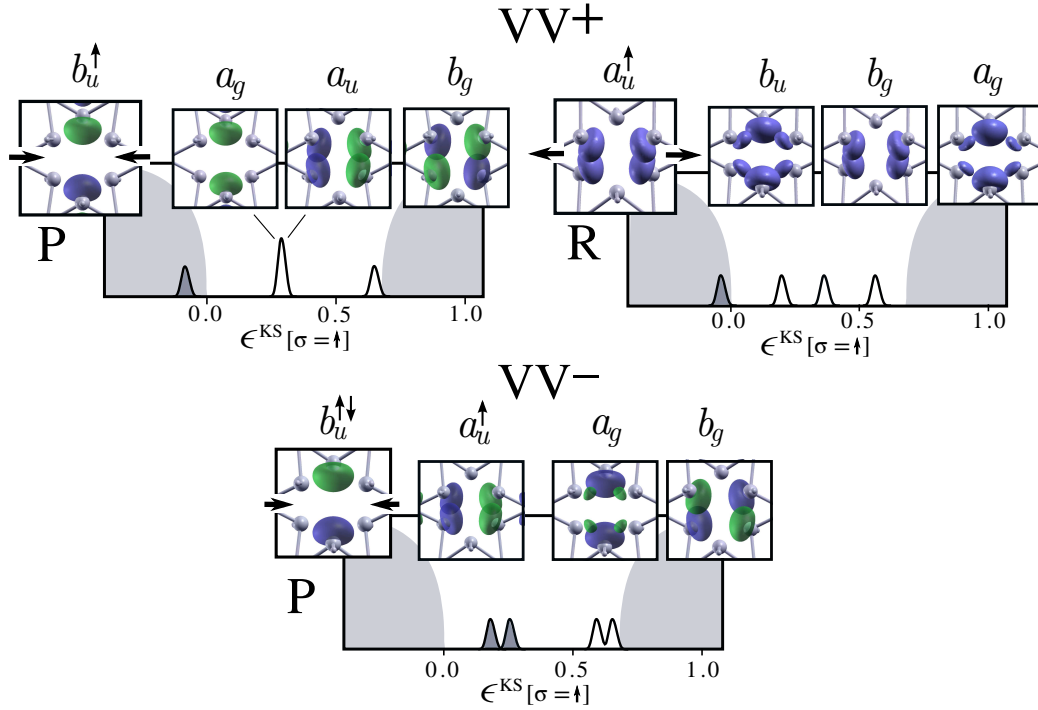 VV+
b_u↑ a_g a_u b_g
P
0.0 0.5 1.0
ϵ^KS [σ = ↑]
a_u↑ b_u b_g a_g
R
0.0 0.5 1.0
ϵ^KS [σ = ↑]
VV−
b_u↑↓ a_u↑ a_g b_g
P
0.0 0.5 1.0
ϵ^KS [σ = ↑]